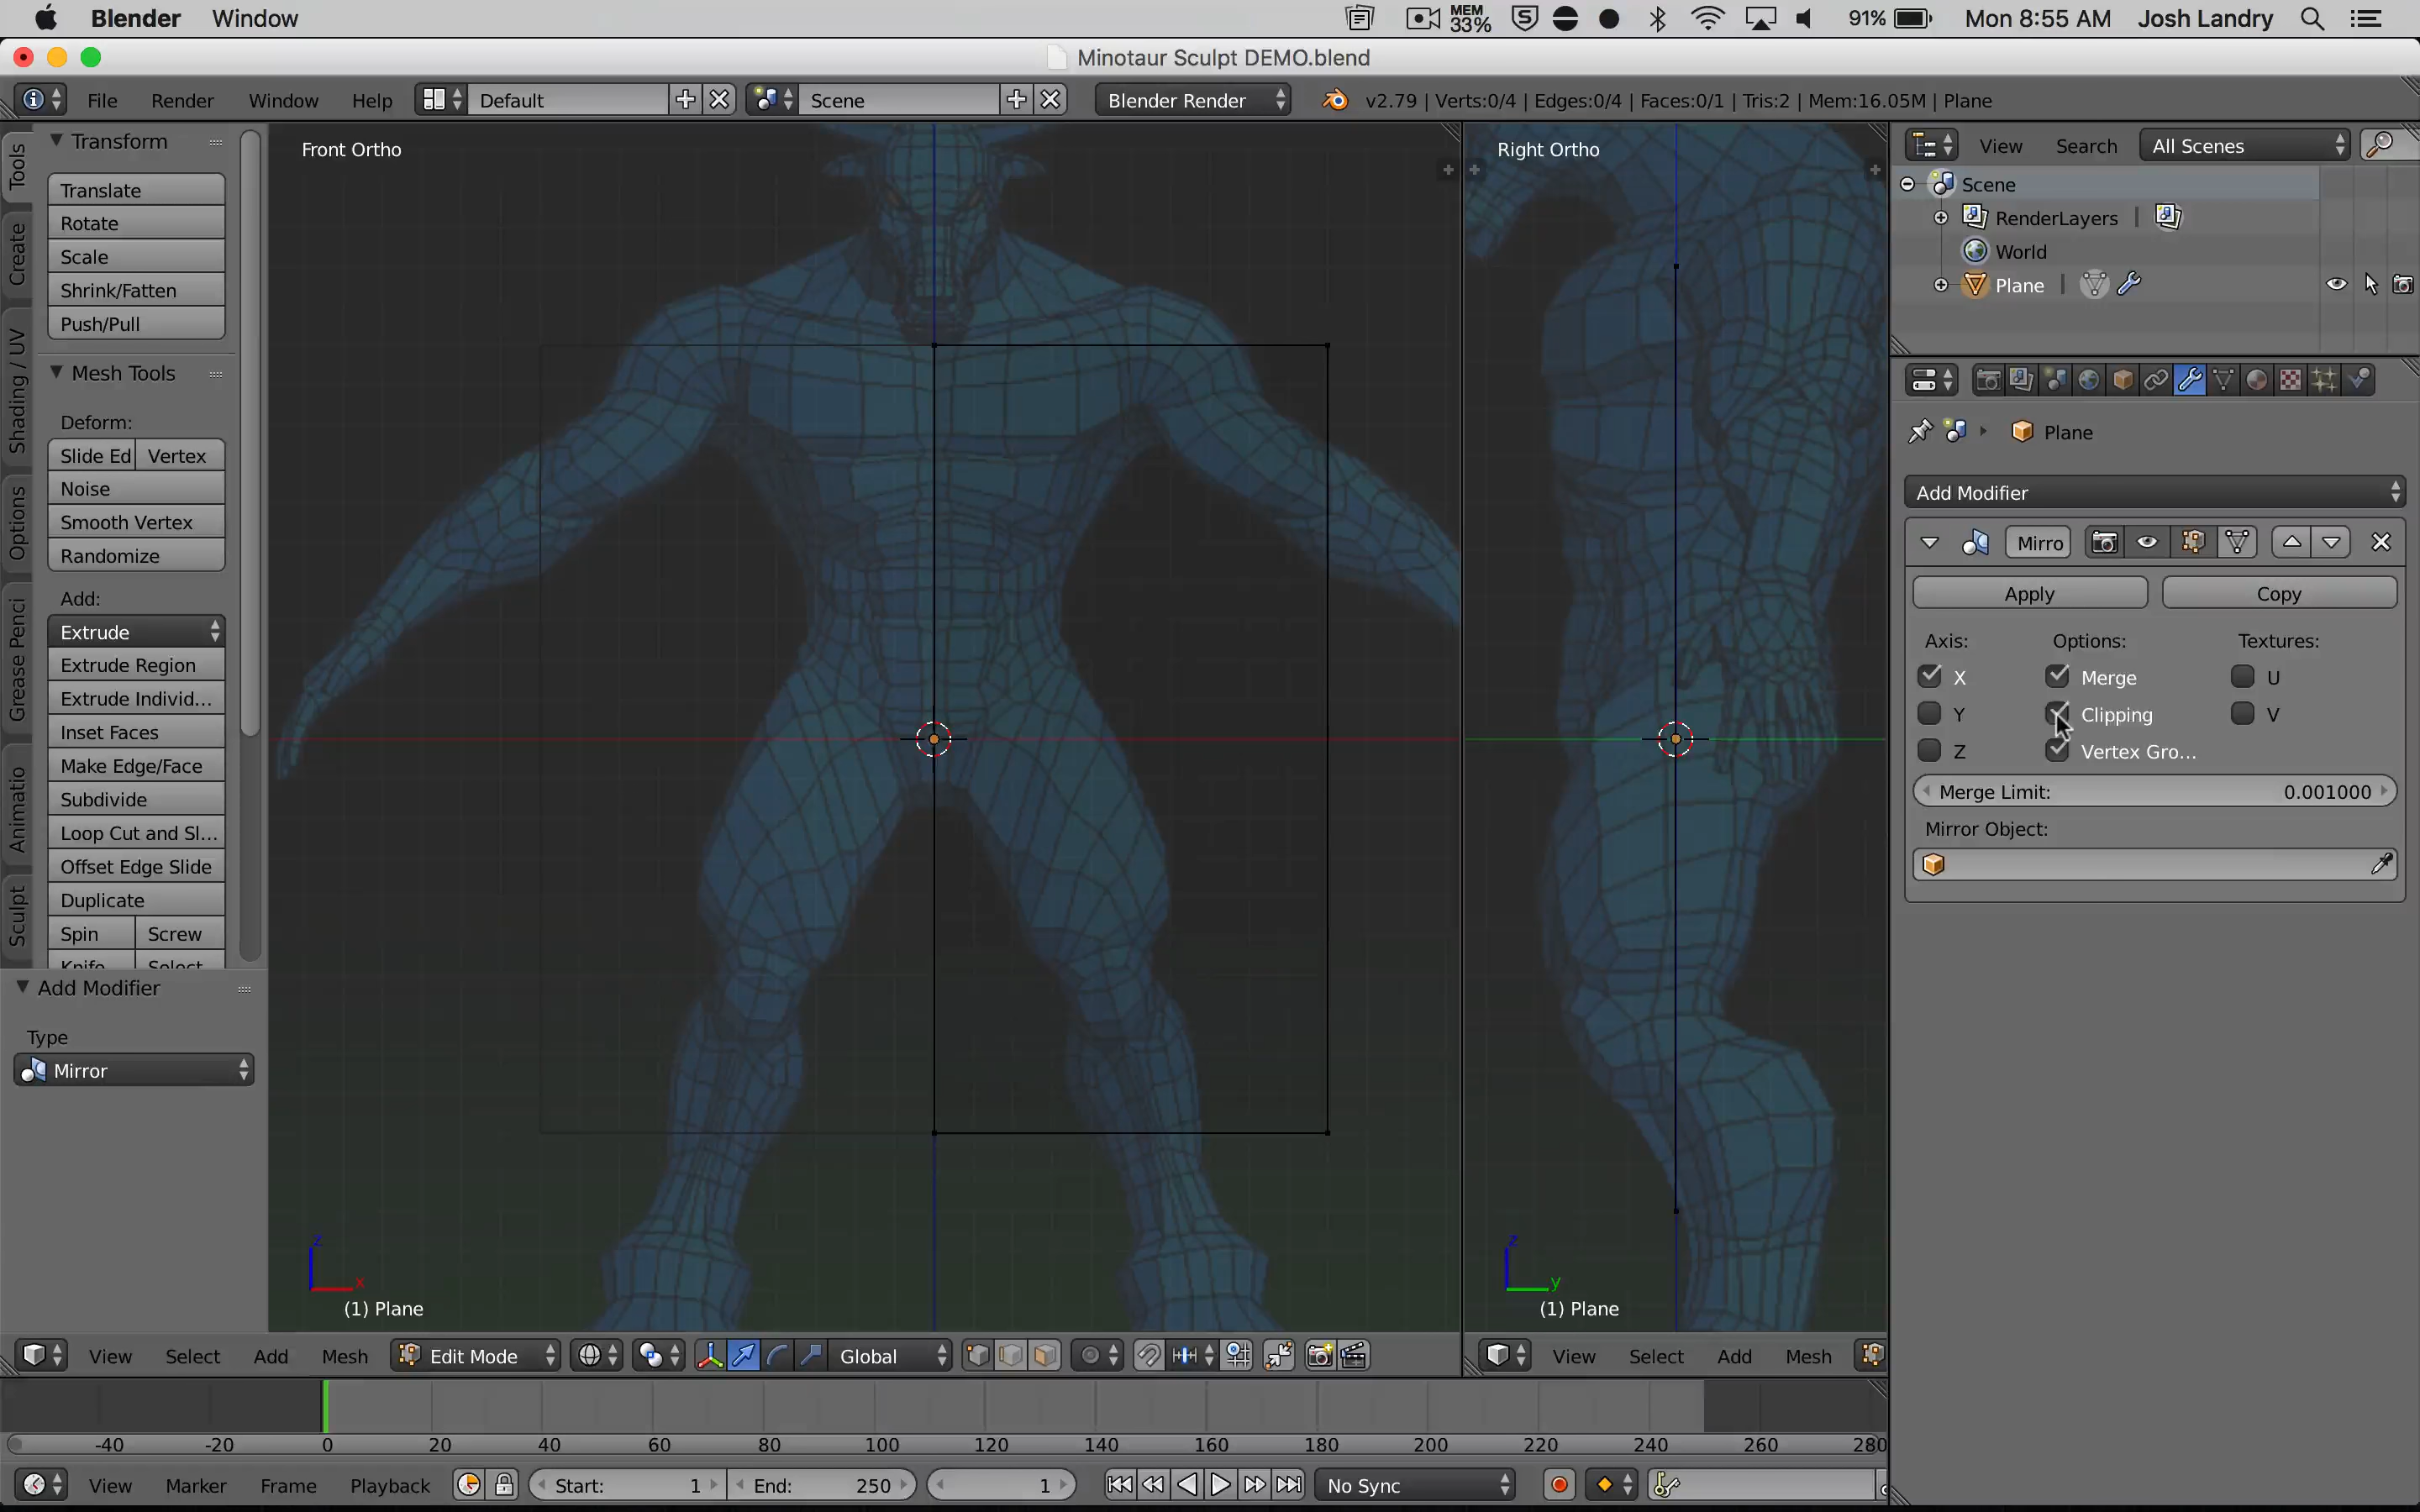 Blender Window MEM 33% 91% Mon 8:55 AM Josh Landry
Minotaur Sculpt DEMO.blend
File Render Window Help Default Scene Blender Render v2.79 | Verts:0/4 | Edges:0/4 | Faces:0/1 | Tris:2 | Mem:16.05M | Plane
Tools
Create
Shading / UV
Options
Grease Penci
Animatio
Sculpt
Transform
Translate
Rotate
Scale
Shrink/Fatten
Push/Pull
Mesh Tools
Deform:
Slide Ed Vertex
Noise
Smooth Vertex
Randomize
Add:
Extrude
Extrude Region
Extrude Individ...
Inset Faces
Make Edge/Face
Subdivide
Loop Cut and Sl...
Offset Edge Slide
Duplicate
Spin Screw
Knife Select
Add Modifier
Type
Mirror
Front Ortho
z
x
(1) Plane
Right Ortho
z
y
(1) Plane
View Search All Scenes
Scene
RenderLayers
World
Plane
Plane
Add Modifier
Mirro
Apply Copy
Axis: Options: Textures:
X Merge U
Y Clipping V
Z Vertex Gro...
Merge Limit: 0.001000
Mirror Object:
View Select Add Mesh Edit Mode Global
View Select Add Mesh
-40 -20 0 20 40 60 80 100 120 140 160 180 200 220 240 260 280
View Marker Frame Playback Start: 1 End: 250 1 No Sync